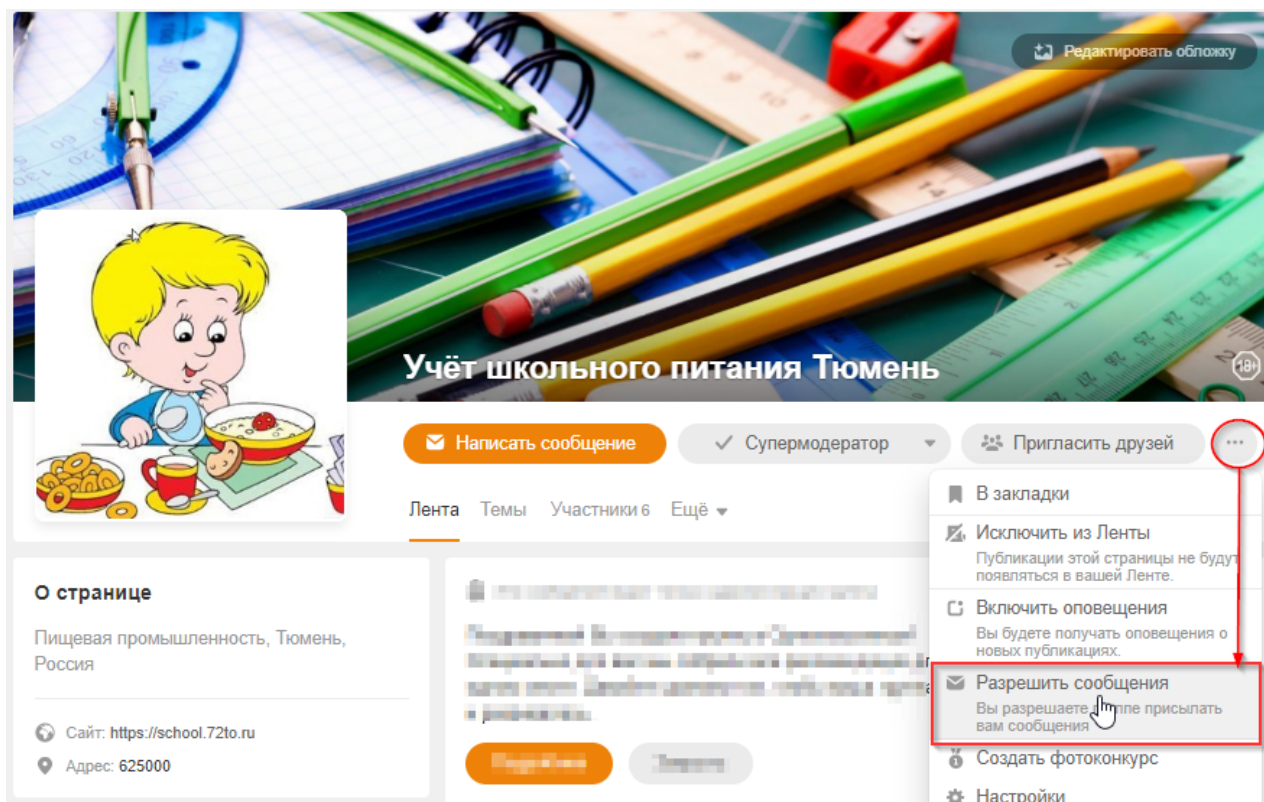 Редактировать обложку
Учёт школьного питания Тюмень
18+
Написать сообщение
Супермодератор
Пригласить друзей
Лента Темы Участники 6 Ещё
В закладки
Исключить из Ленты
Публикации этой страницы не будут
появляться в вашей Ленте.
Включить оповещения
Вы будете получать оповещения о
новых публикациях.
Разрешить сообщения
Вы разрешаете присылать
вам сообщения
Создать фотоконкурс
Настройки
О странице
Пищевая промышленность, Тюмень,
Россия
Сайт: https://school.72to.ru
Адрес: 625000